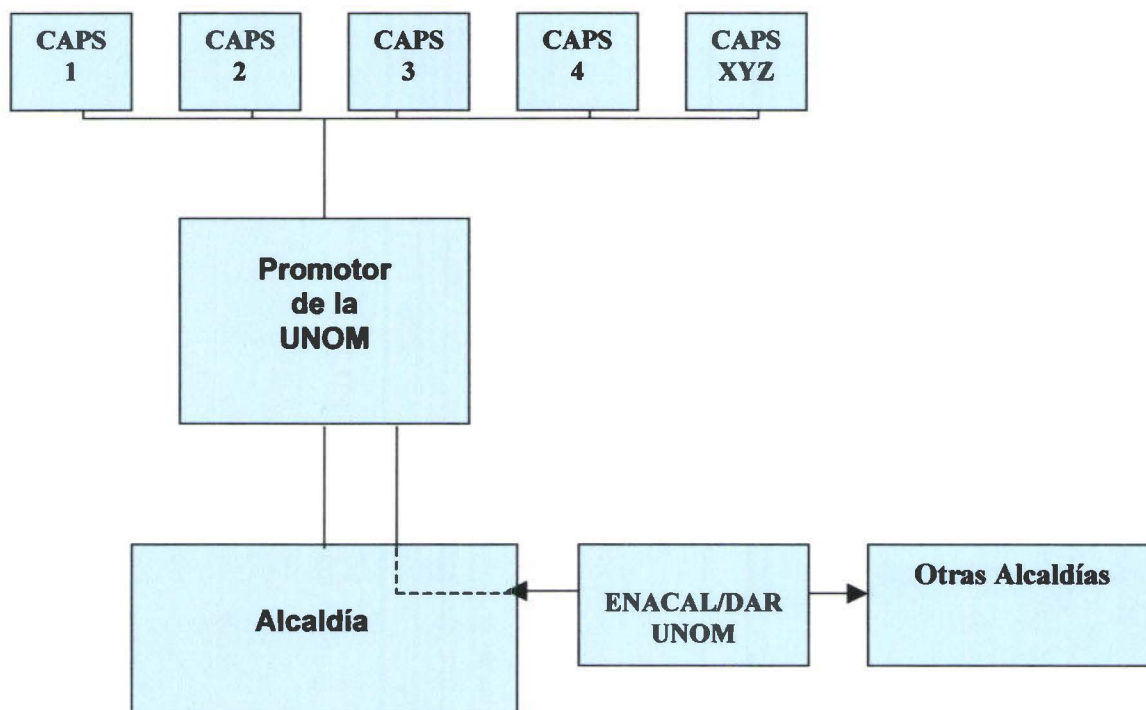 CAPS
1
CAPS
2
CAPS
3
CAPS
4
CAPS
XYZ
Promotor
de la
UNOM
Alcaldía
ENACAL/DAR
UNOM
Otras Alcaldías